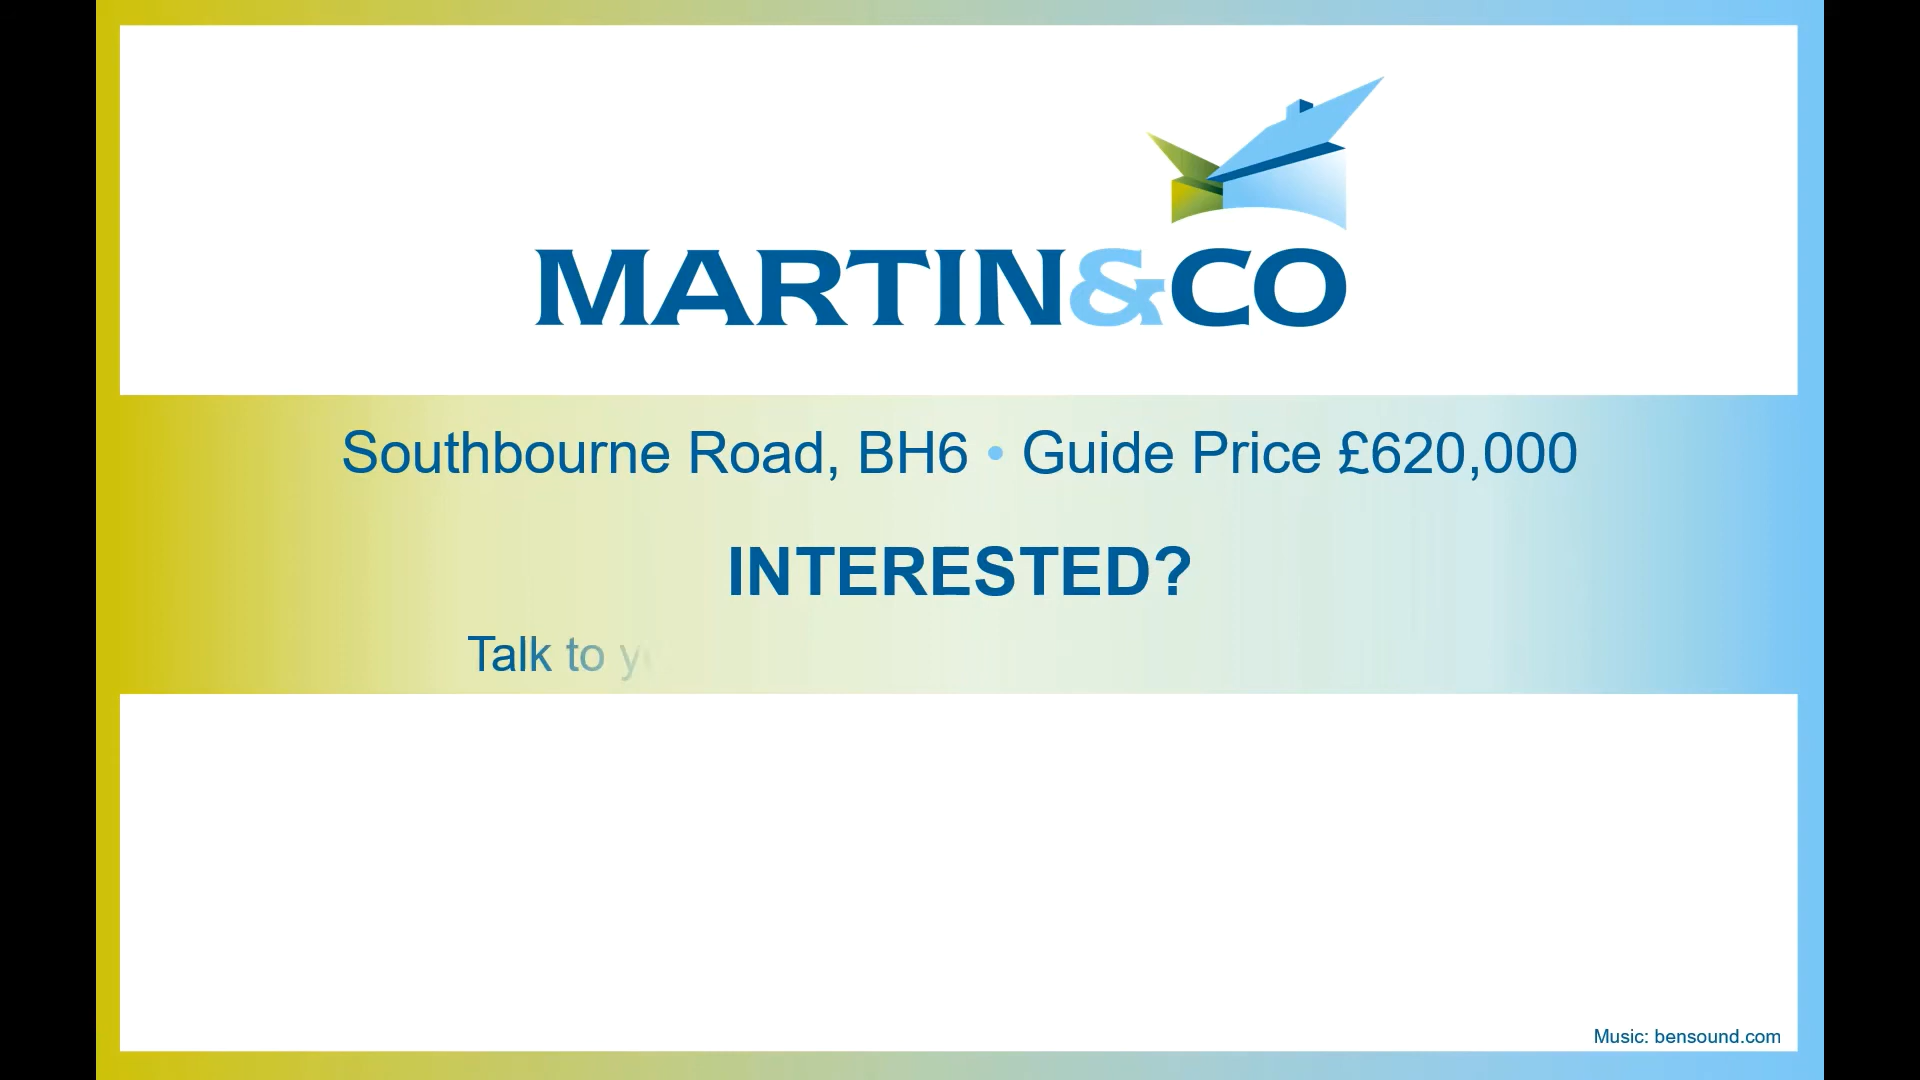 MARTIN&CO
Southbourne Road, BH6 • Guide Price £620,000
INTERESTED?
Talk to
Music: bensound.com